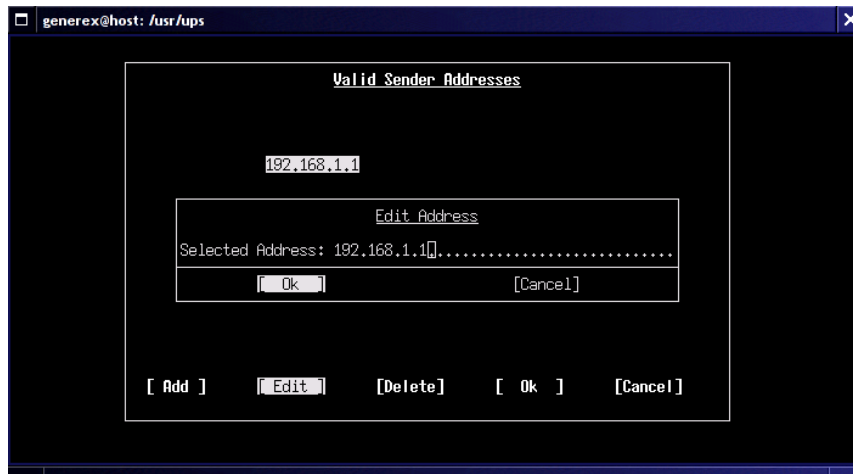 generex@host: /usr/ups
Valid Sender Addresses
192.168.1.1
Edit Address
Selected Address: 192.168.1.1.............................
[ Ok ] [Cancel]
[ Add ] [ Edit ] [Delete] [ Ok ] [Cancel]